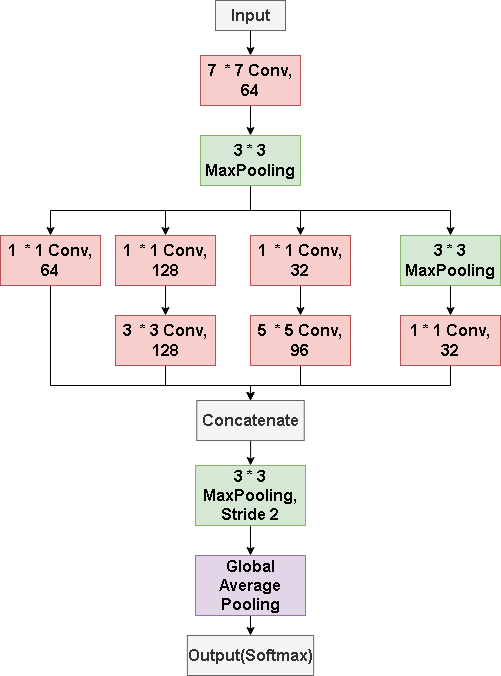 Input
7 * 7 Conv,
64
3 * 3
MaxPooling
1 * 1 Conv,
64
1 * 1 Conv,
128
1 * 1 Conv,
32
3 * 3
MaxPooling
3 * 3 Conv,
128
5 * 5 Conv,
96
1 * 1 Conv,
32
Concatenate
3 * 3
MaxPooling,
Stride 2
Global
Average
Pooling
Output(Softmax)